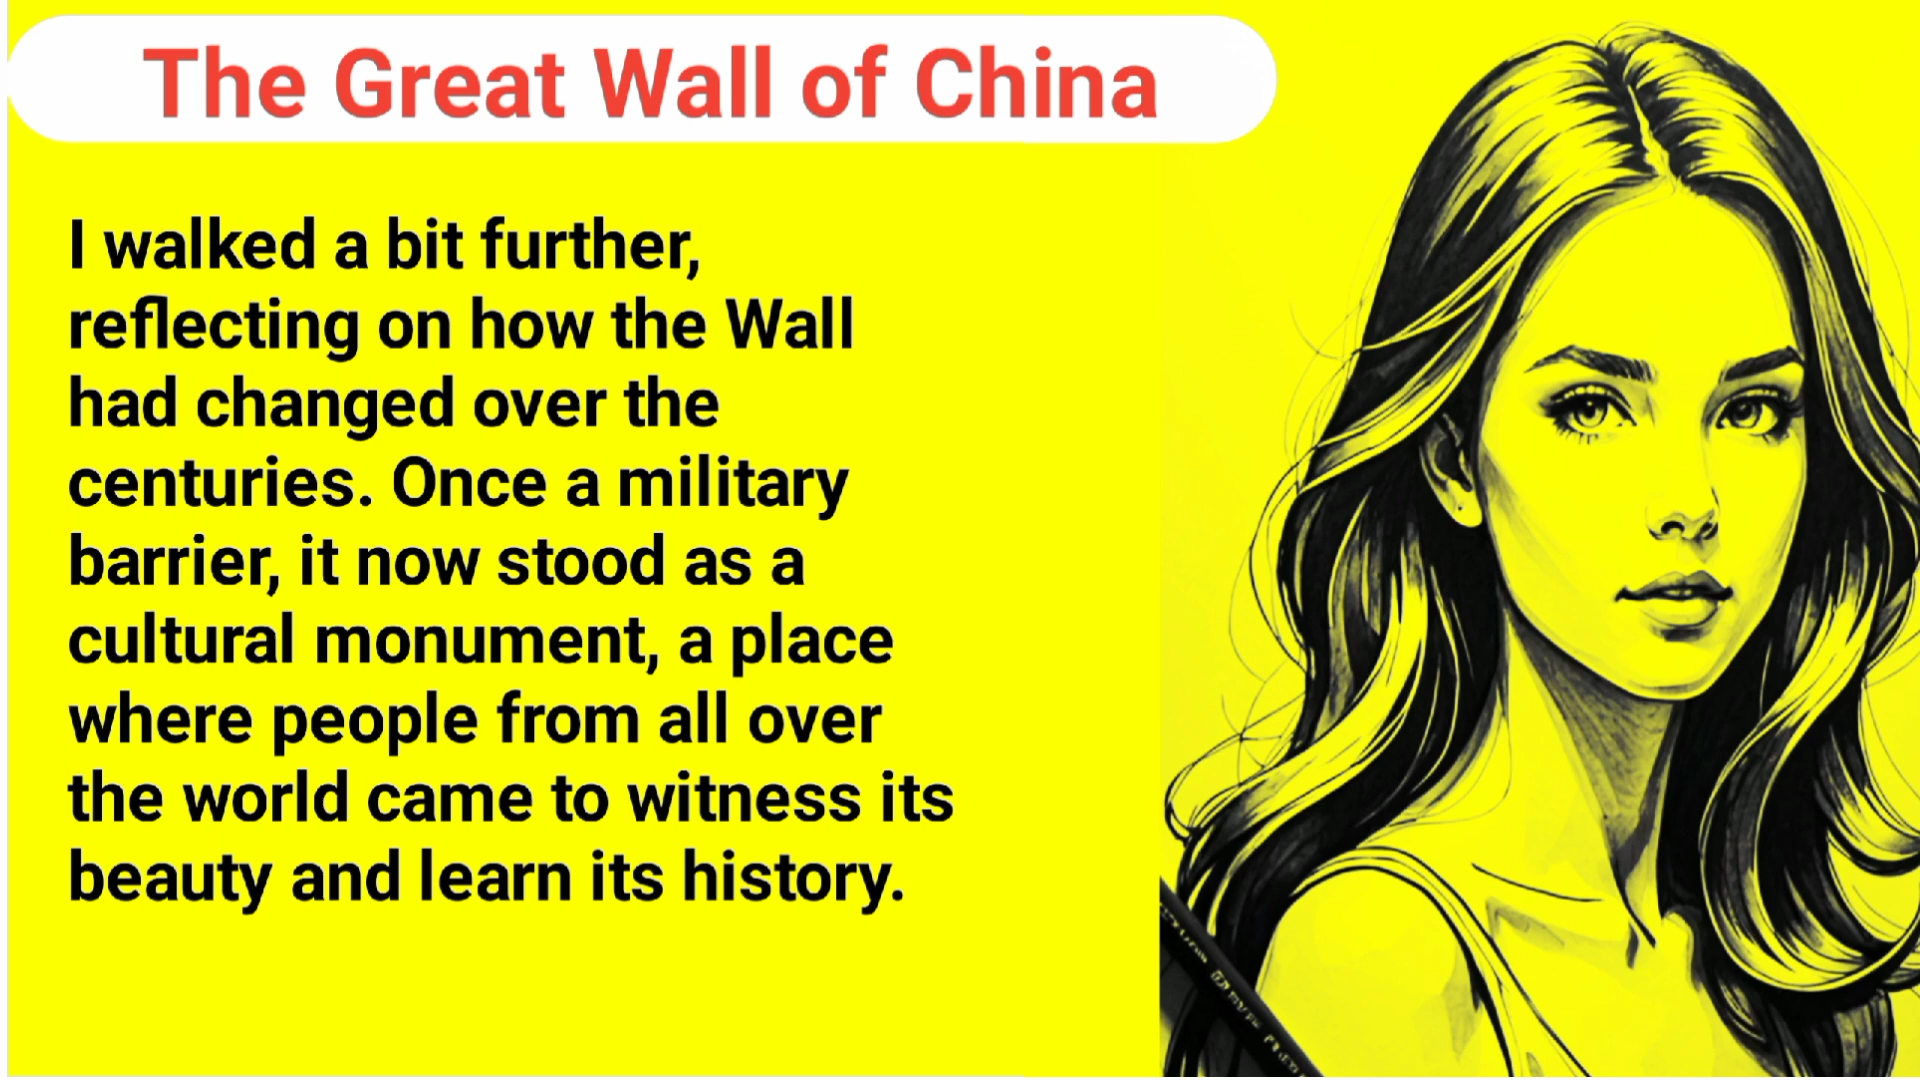 The Great Wall of China
I walked a bit further,
reflecting on how the Wall
had changed over the
centuries. Once a military
barrier, it now stood as a
cultural monument, a place
where people from all over
the world came to witness its
beauty and learn its history.